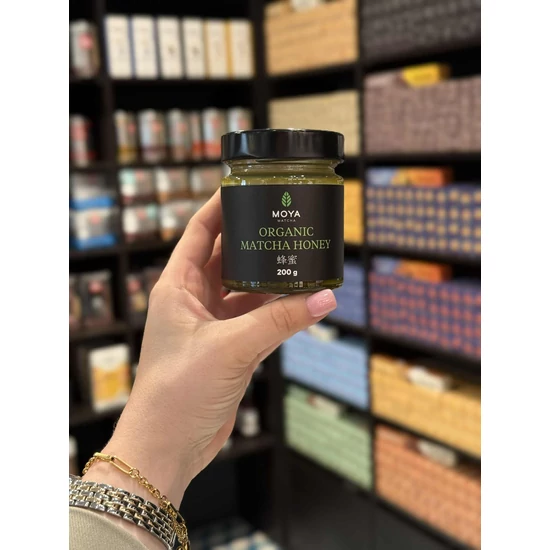 MOYA
MATCHA
ORGANIC
MATCHA HONEY
蜂蜜
200 g